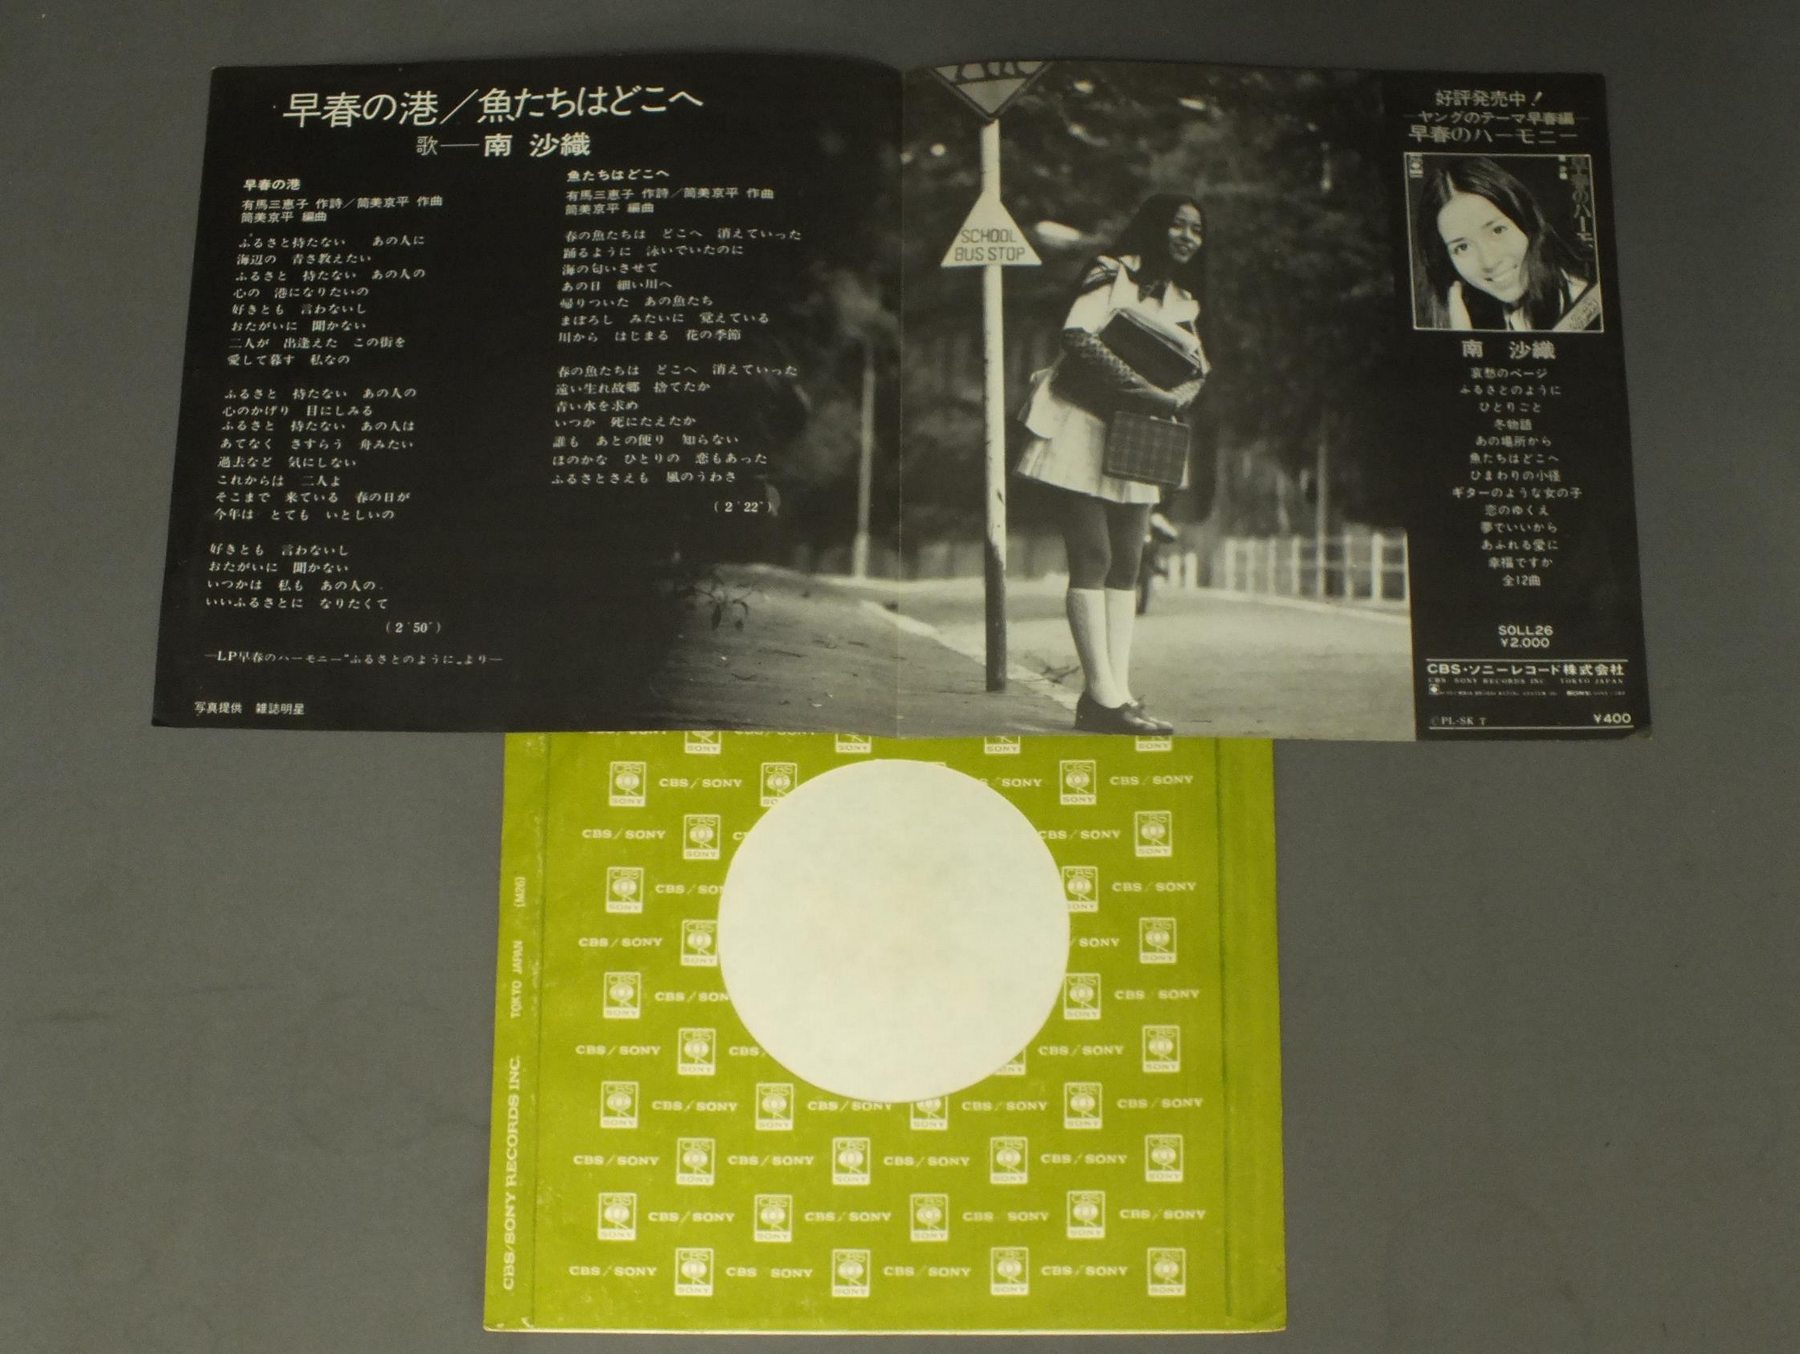 早春の港／魚たちはどこへ
歌──南 沙織
早春の港
有馬三恵子 作詩／筒美京平 作曲
筒美京平 編曲
ふるさと持たない あの人に
海辺の 青さ教えたい
ふるさと 持たない あの人の
心の 港になりたいの
好きとも 言わないし
おたがいに 聞かない
二人が 出逢えた この街を
愛して暮す 私なの
ふるさと 持たない あの人の
心のかげり 目にしみる
ふるさと 持たない あの人は
あてなく さすらう 舟みたい
過去など 気にしない
これからは 二人よ
そこまで 来ている 春の日が
今年は とても いとしいの
好きとも 言わないし
おたがいに 聞かない
いつかは 私も あの人の
いいふるさとに なりたくて
(2′50″)
─LP早春のハーモニー“ふるさとのように„より─
写真提供 雑誌明星
魚たちはどこへ
有馬三恵子 作詩／筒美京平 作曲
筒美京平 編曲
春の魚たちは どこへ 消えていった
踊るように 泳いでいたのに
海の匂いさせて
あの日 細い川へ
帰りついた あの魚たち
まぼろし みたいに 覚えている
川から はじまる 花の季節
春の魚たちは どこへ 消えていった
遠い生れ故郷 捨てたか
青い水を求め
いつか 死にたえたか
誰も あとの便り 知らない
ほのかな ひとりの 恋もあった
ふるさとさえも 風のうわさ
(2′22″)
SCHOOL
BUS STOP
好評発売中！
─ヤングのテーマ早春編─
早春のハーモニー
南 沙織
哀愁のページ
ふるさとのように
ひとりごと
冬物語
あの場所から
魚たちはどこへ
ひまわりの小径
ギターのような女の子
恋のゆくえ
夢でいいから
あふれる愛に
幸福ですか
全12曲
SOLL26
¥2,000
CBS・ソニーレコード株式会社
CBS/SONY RECORDS INC. TOKYO JAPAN
ⒸPL-SK T
¥400
CBS SONY CBS/SONY
CBS/SONY RECORDS INC. TOKYO JAPAN (M26)